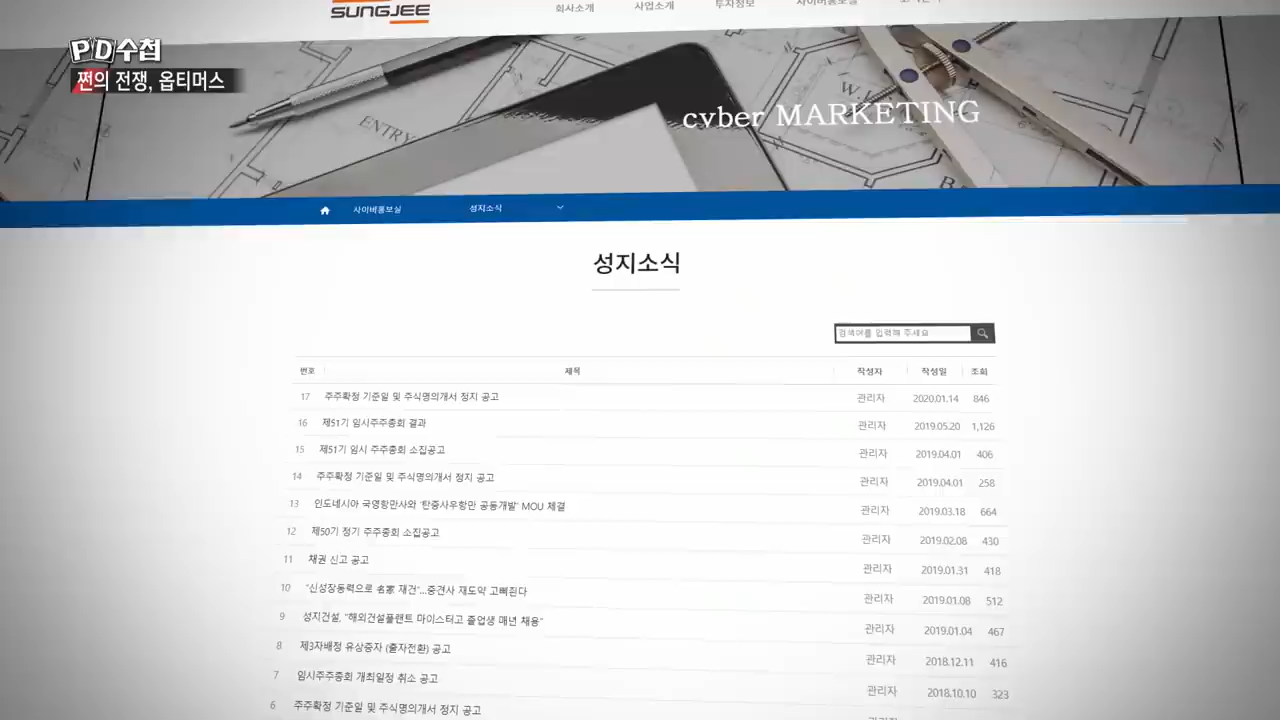 SUNGJEE
회사소개 사업소개 투자정보 사이버홍보실
PD수첩
쩐의 전쟁, 옵티머스
ENTRY
W.I.
cyber MARKETING
사이버홍보실 성지소식
성지소식
검색어를 입력해 주세요
번호 제목 작성자 작성일 조회
17 주주확정 기준일 및 주식명의개서 정지 공고 관리자 2020.01.14 846
16 제51기 임시주주총회 결과 관리자 2019.05.20 1,126
15 제51기 임시 주주총회 소집공고 관리자 2019.04.01 406
14 주주확정 기준일 및 주식명의개서 정지 공고 관리자 2019.04.01 258
13 인도네시아 국영항만사와 '탄중사우항만 공동개발' MOU 체결 관리자 2019.03.18 664
12 제50기 정기 주주총회 소집공고 관리자 2019.02.08 430
11 채권 신고 공고 관리자 2019.01.31 418
10 "신성장동력으로 名家 재건"...중견사 재도약 고삐죈다 관리자 2019.01.08 512
9 성지건설, "해외건설플랜트 마이스터고 졸업생 매년 채용" 관리자 2019.01.04 467
8 제3자배정 유상증자 (출자전환) 공고 관리자 2018.12.11 416
7 임시주주총회 개최일정 취소 공고 관리자 2018.10.10 323
6 주주확정 기준일 및 주식명의개서 정지 공고